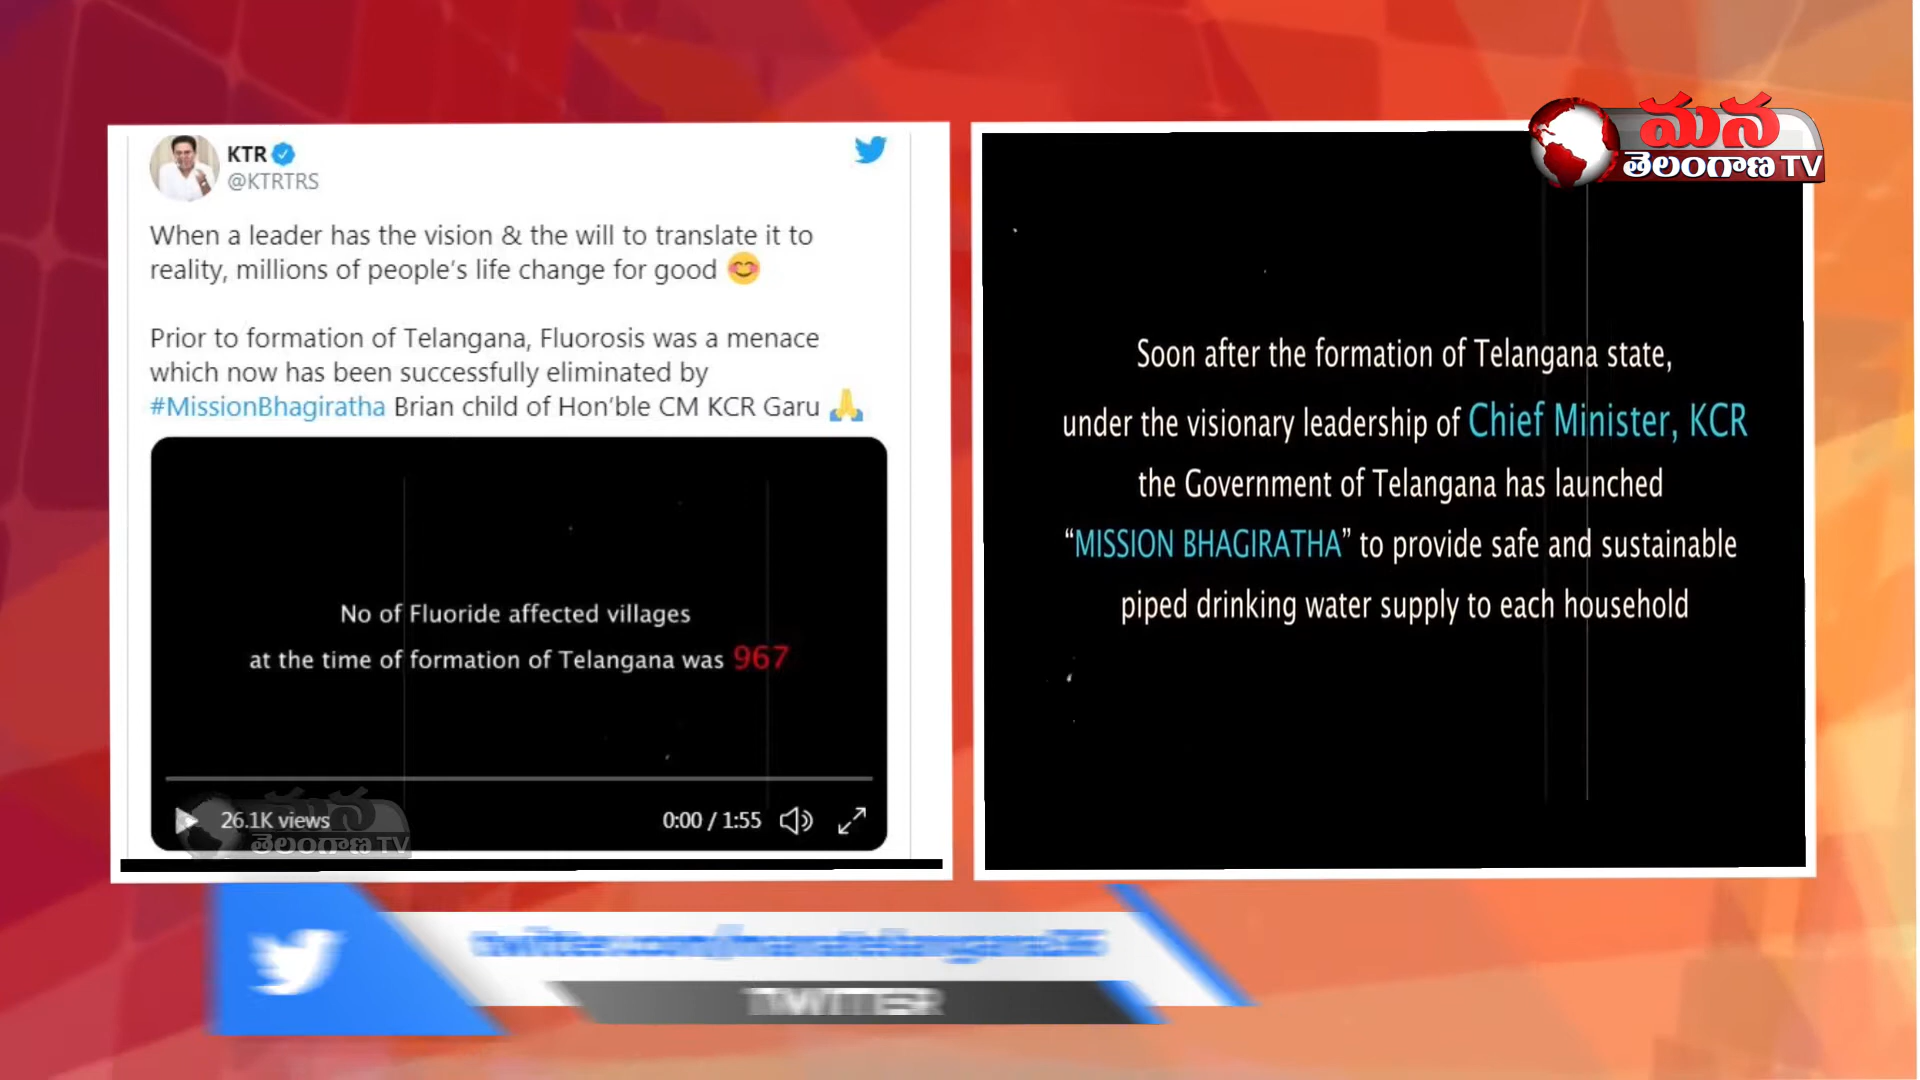 KTR
@KTRTRS
When a leader has the vision & the will to translate it to
reality, millions of people's life change for good 😊
Prior to formation of Telangana, Fluorosis was a menace
which now has been successfully eliminated by
#MissionBhagiratha Brian child of Hon'ble CM KCR Garu 🙏
No of Fluoride affected villages
at the time of formation of Telangana was 967
26.1K views
0:00 / 1:55
మన
తెలంగాణ TV
మన
తెలంగాణ TV
Soon after the formation of Telangana state,
under the visionary leadership of Chief Minister, KCR
the Government of Telangana has launched
“MISSION BHAGIRATHA” to provide safe and sustainable
piped drinking water supply to each household
TWITTER